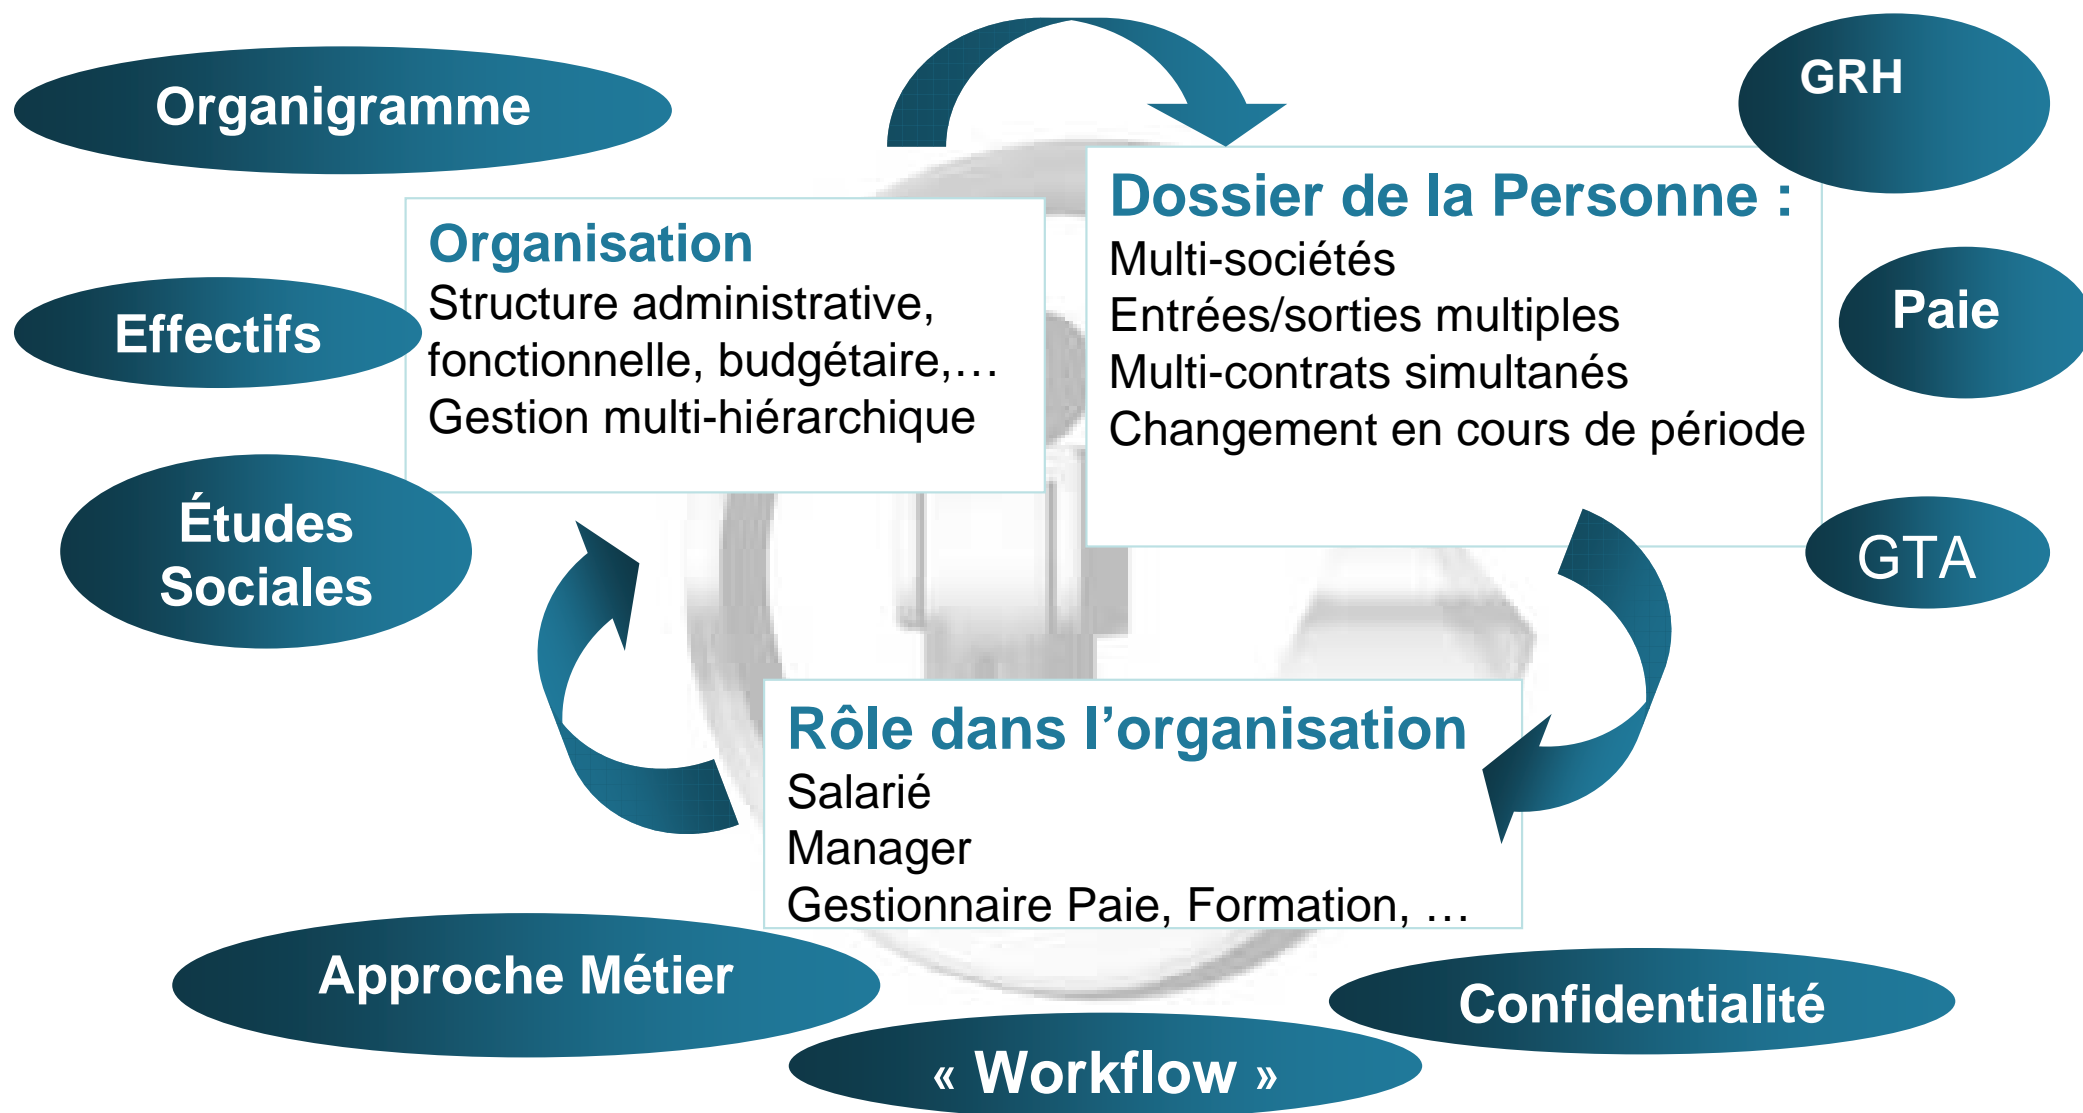 Organigramme
GRH
Organisation
Structure administrative,
fonctionnelle, budgétaire,…
Gestion multi-hiérarchique
Dossier de la Personne :
Multi-sociétés
Entrées/sorties multiples
Multi-contrats simultanés
Changement en cours de période
Effectifs
Paie
Études
Sociales
GTA
Rôle dans l’organisation
Salarié
Manager
Gestionnaire Paie, Formation, …
Approche Métier
Confidentialité
« Workflow »